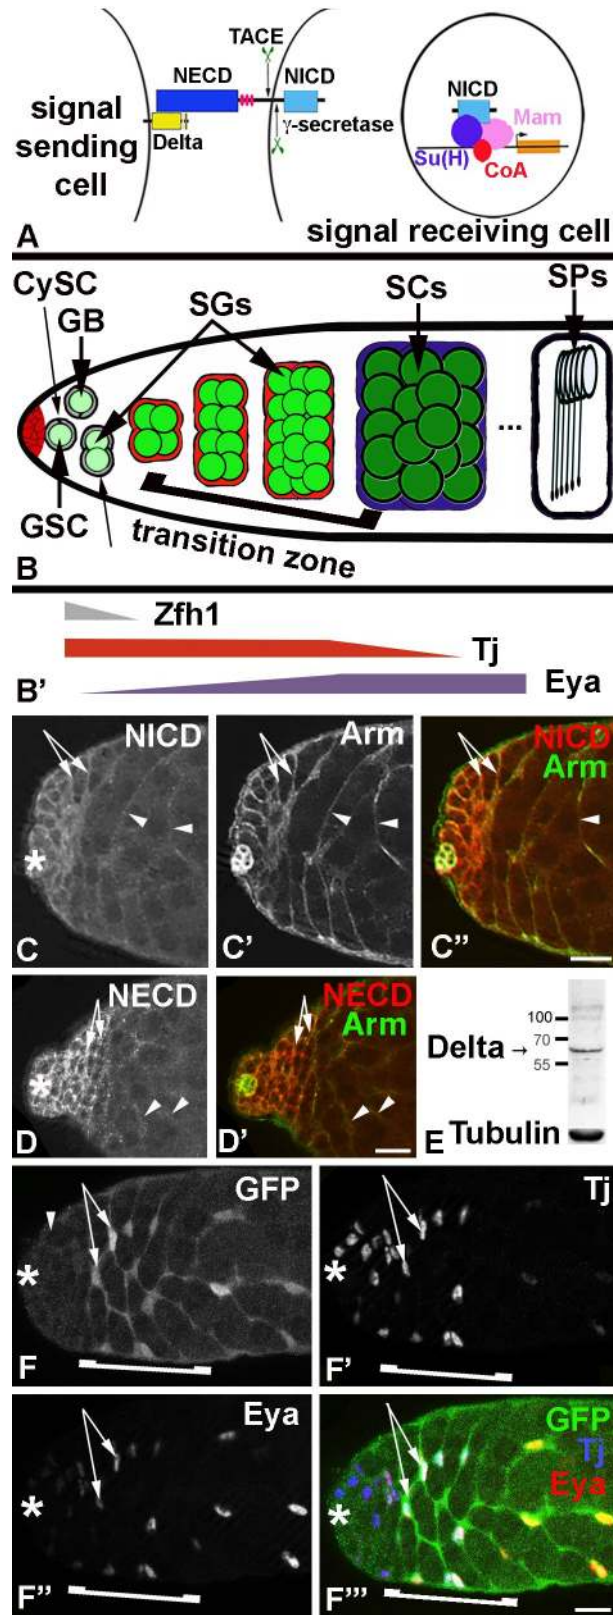 TACE
NECD
NICD
signal
sending
cell
Delta
γ-secretase
NICD
Mam
Su(H)
CoA
A
signal receiving cell
CySC
GB
SGs
SCs
SPs
...
GSC
transition zone
B
Zfh1
Tj
B'
Eya
NICD
Arm
NICD
Arm
*
C
C'
C''
NECD
NECD
Arm
100
70
Delta →
55
*
D
D'
E
Tubulin
GFP
Tj
*
*
F
F'
Eya
GFP
Tj
Eya
*
*
F''
F'''